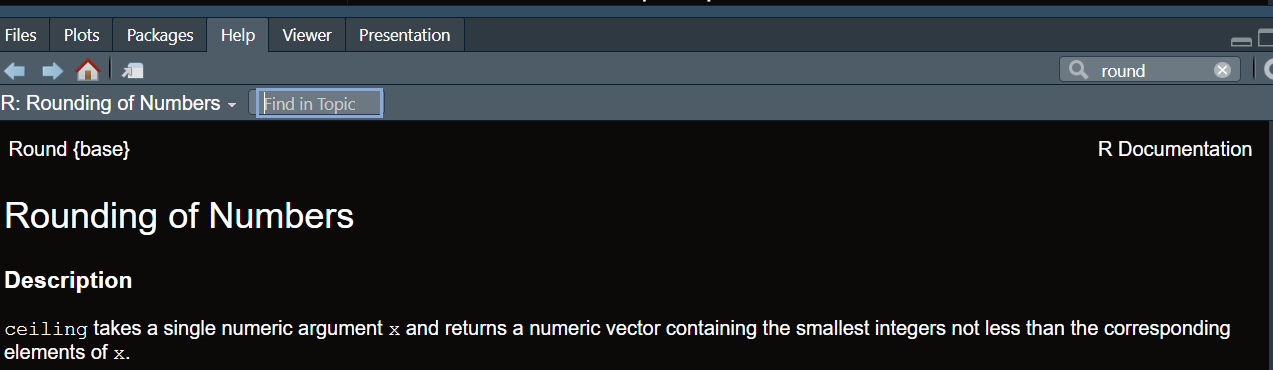 Files Plots Packages Help Viewer Presentation
round
R: Rounding of Numbers Find in Topic
Round {base} R Documentation
Rounding of Numbers
Description
ceiling takes a single numeric argument x and returns a numeric vector containing the smallest integers not less than the corresponding
elements of x.